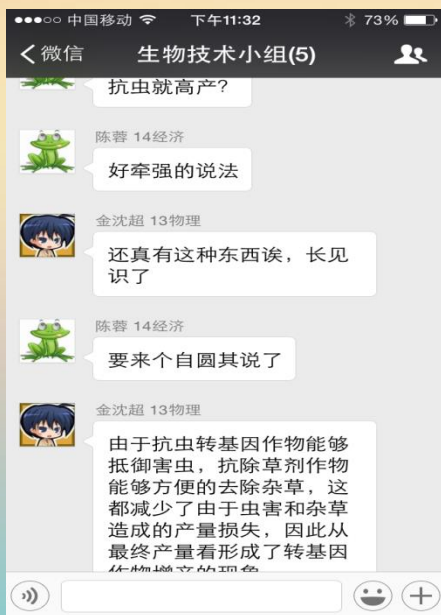 中国移动 下午11:32 73%
微信 生物技术小组(5)
抗虫就高产?
陈蓉 14经济
好牵强的说法
金沈超 13物理
还真有这种东西诶，长见
识了
陈蓉 14经济
要来个自圆其说了
金沈超 13物理
由于抗虫转基因作物能够
抵御害虫，抗除草剂作物
能够方便的去除杂草，这
都减少了由于虫害和杂草
造成的产量损失，因此从
最终产量看形成了转基因
作物增产的现象